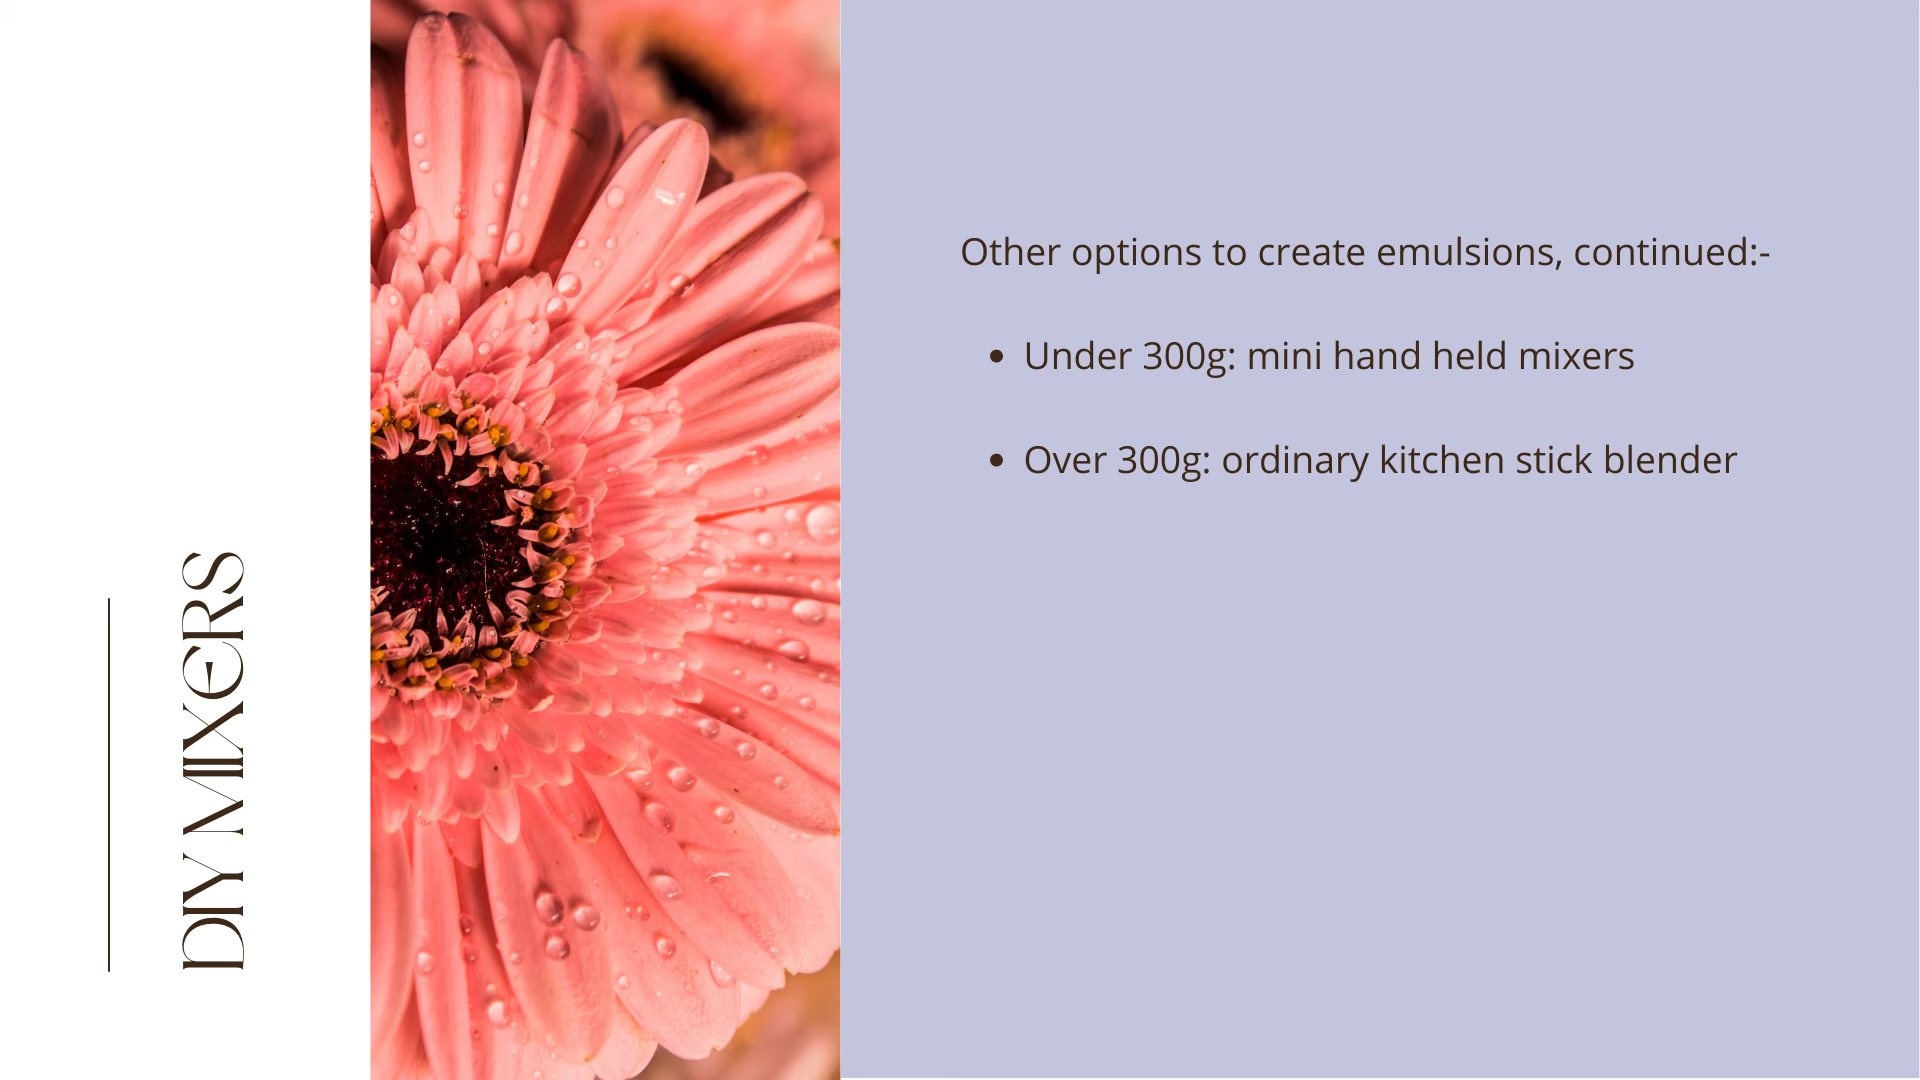 DIY MIXERS
Other options to create emulsions, continued:-
• Under 300g: mini hand held mixers
• Over 300g: ordinary kitchen stick blender